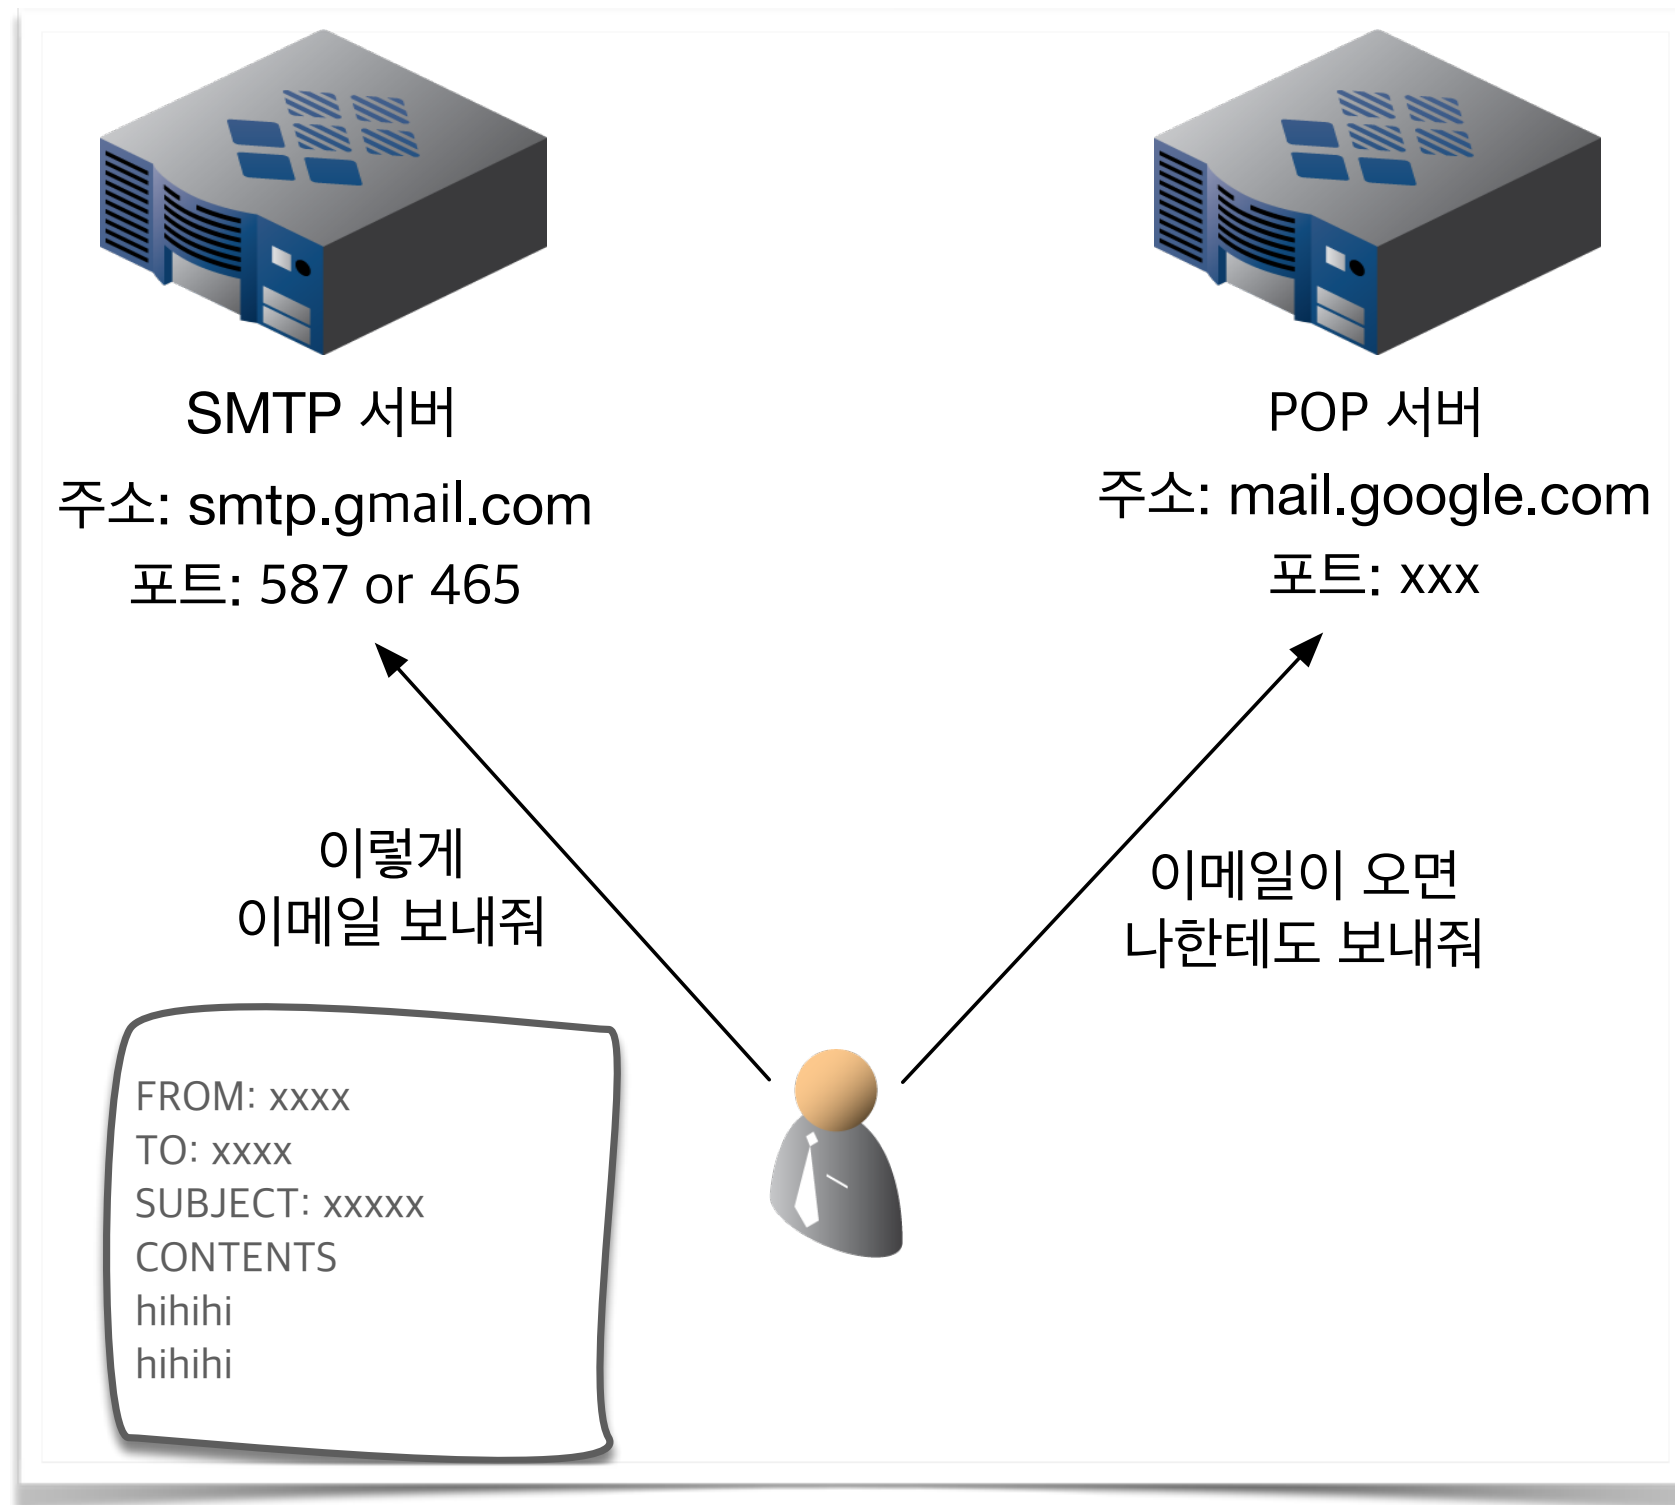 SMTP 서버
주소: smtp.gmail.com
포트: 587 or 465
POP 서버
주소: mail.google.com
포트: xxx
이렇게
이메일 보내줘
이메일이 오면
나한테도 보내줘
FROM: xxxx
TO: xxxx
SUBJECT: xxxxx
CONTENTS
hihihi
hihihi